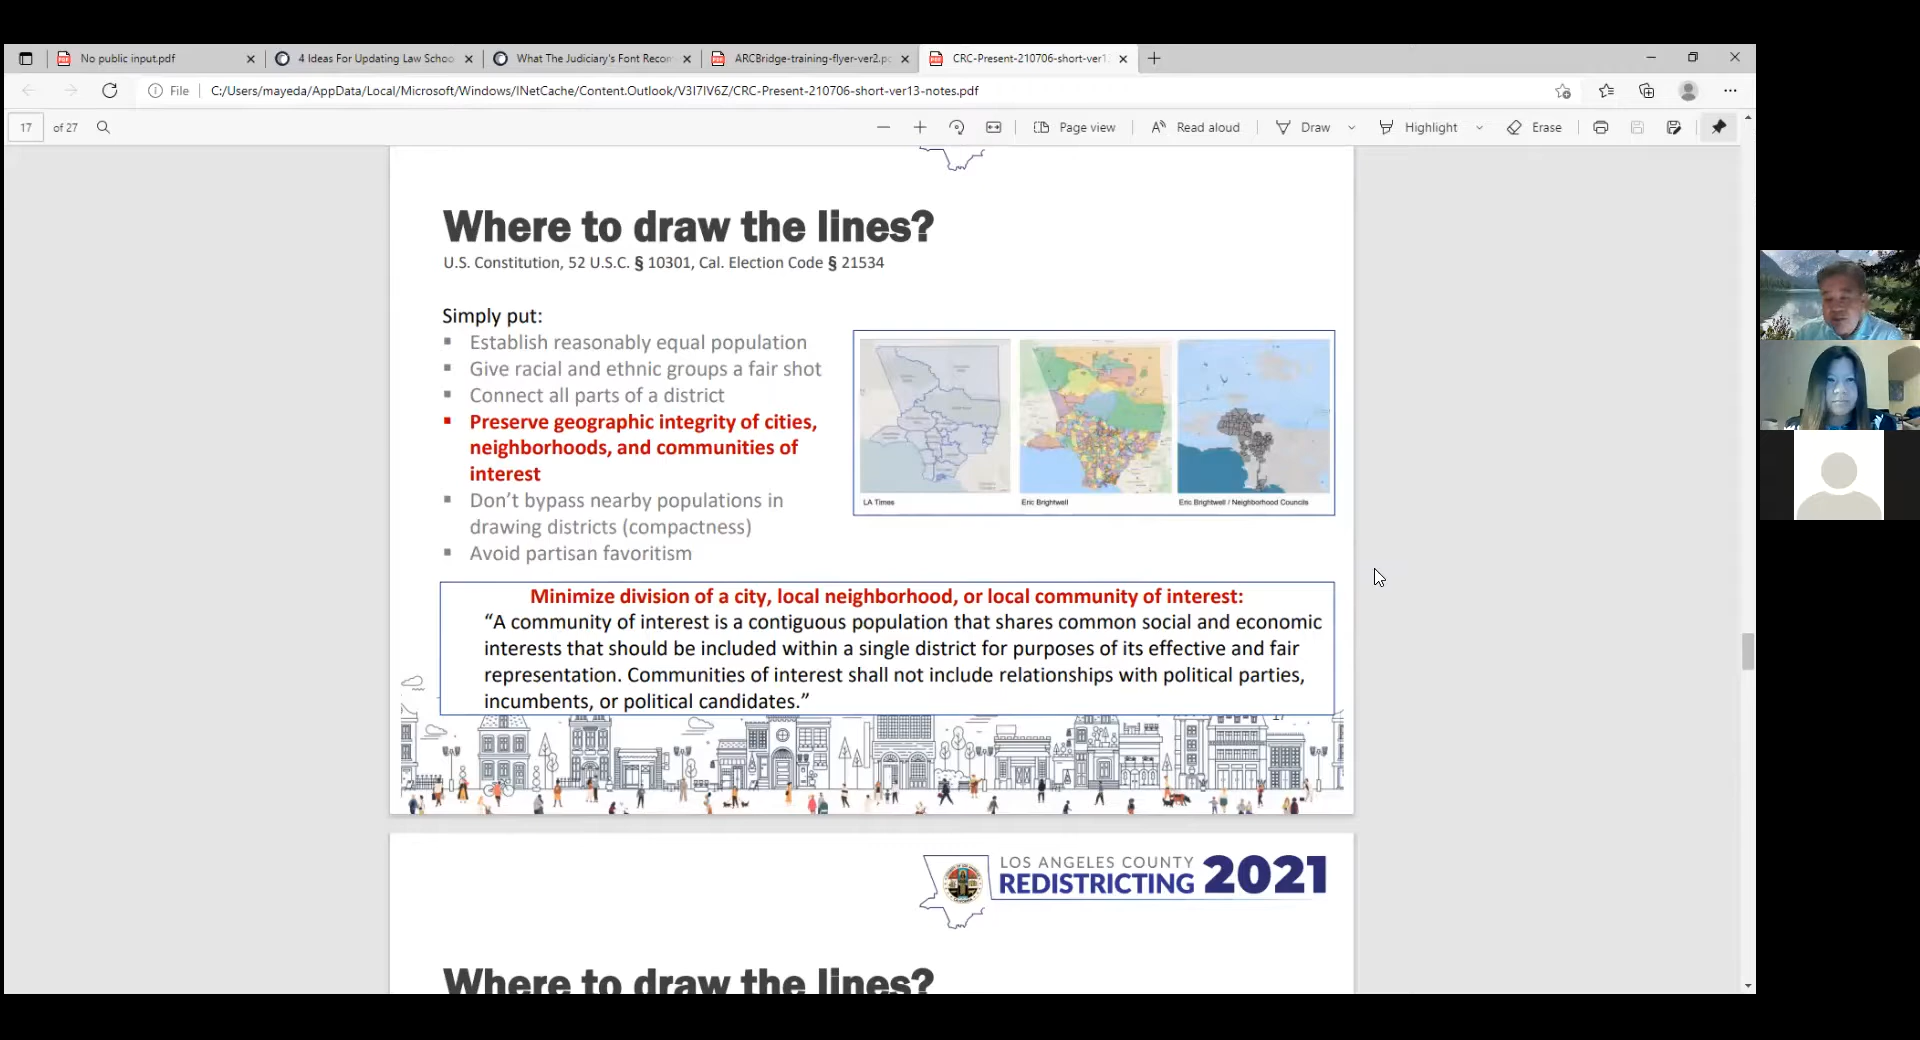 No public input.pdf
4 Ideas For Updating Law Schoo
What The Judiciary's Font Recon
ARCBridge-training-flyer-ver2.pd
CRC-Present-210706-short-ver1
File
C:/Users/mayeda/AppData/Local/Microsoft/Windows/INetCache/Content.Outlook/V3I7IV6Z/CRC-Present-210706-short-ver13-notes.pdf
17 of 27
Page view
Read aloud
Draw
Highlight
Erase
Where to draw the lines?
U.S. Constitution, 52 U.S.C. § 10301, Cal. Election Code § 21534
Simply put:
▪ Establish reasonably equal population
▪ Give racial and ethnic groups a fair shot
▪ Connect all parts of a district
▪ Preserve geographic integrity of cities,
neighborhoods, and communities of
interest
▪ Don’t bypass nearby populations in
drawing districts (compactness)
▪ Avoid partisan favoritism
LA Times
Eric Brightwell
Eric Brightwell / Neighborhood Councils
Minimize division of a city, local neighborhood, or local community of interest:
“A community of interest is a contiguous population that shares common social and economic
interests that should be included within a single district for purposes of its effective and fair
representation. Communities of interest shall not include relationships with political parties,
incumbents, or political candidates.”
17
LOS ANGELES COUNTY
REDISTRICTING 2021
Where to draw the lines?